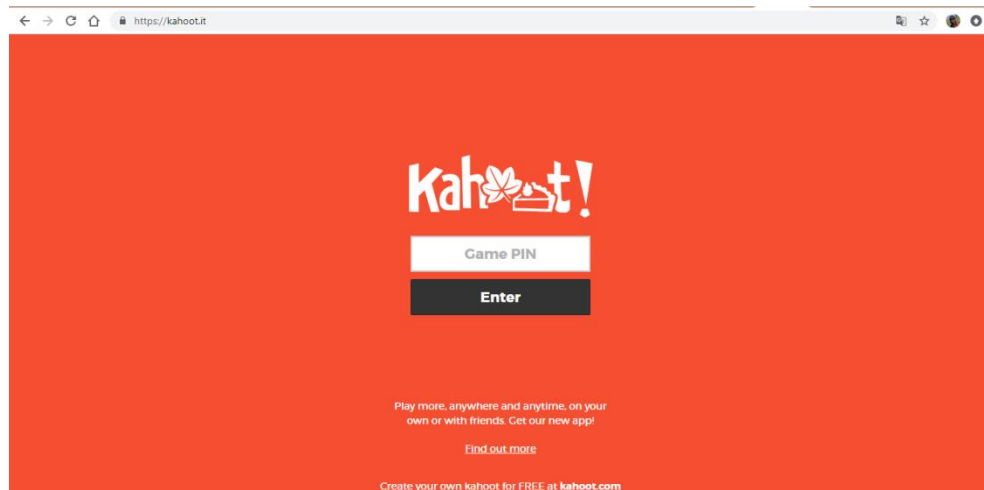 https://kahoot.it
Kahoot!
Game PIN
Enter
Play more, anywhere and anytime, on your
own or with friends. Get our new app!
Find out more
Create your own kahoot for FREE at kahoot.com